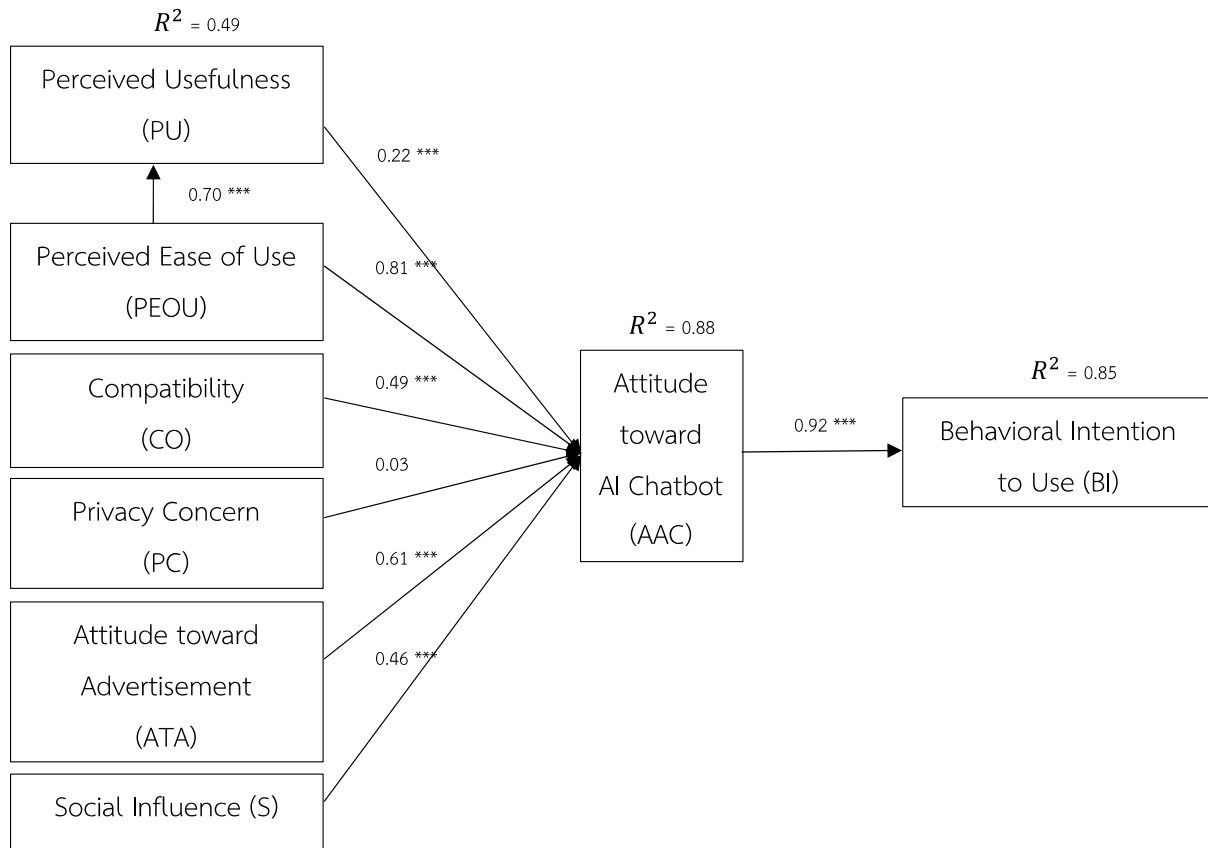 R² = 0.49
Perceived Usefulness
(PU)
0.22 ***
0.70 ***
Perceived Ease of Use
(PEOU)
0.81 ***
R² = 0.88
Compatibility
(CO)
0.49 ***
Attitude
toward
AI Chatbot
(AAC)
0.92 ***
R² = 0.85
Behavioral Intention
to Use (BI)
0.03
Privacy Concern
(PC)
0.61 ***
Attitude toward
Advertisement
(ATA)
0.46 ***
Social Influence (S)